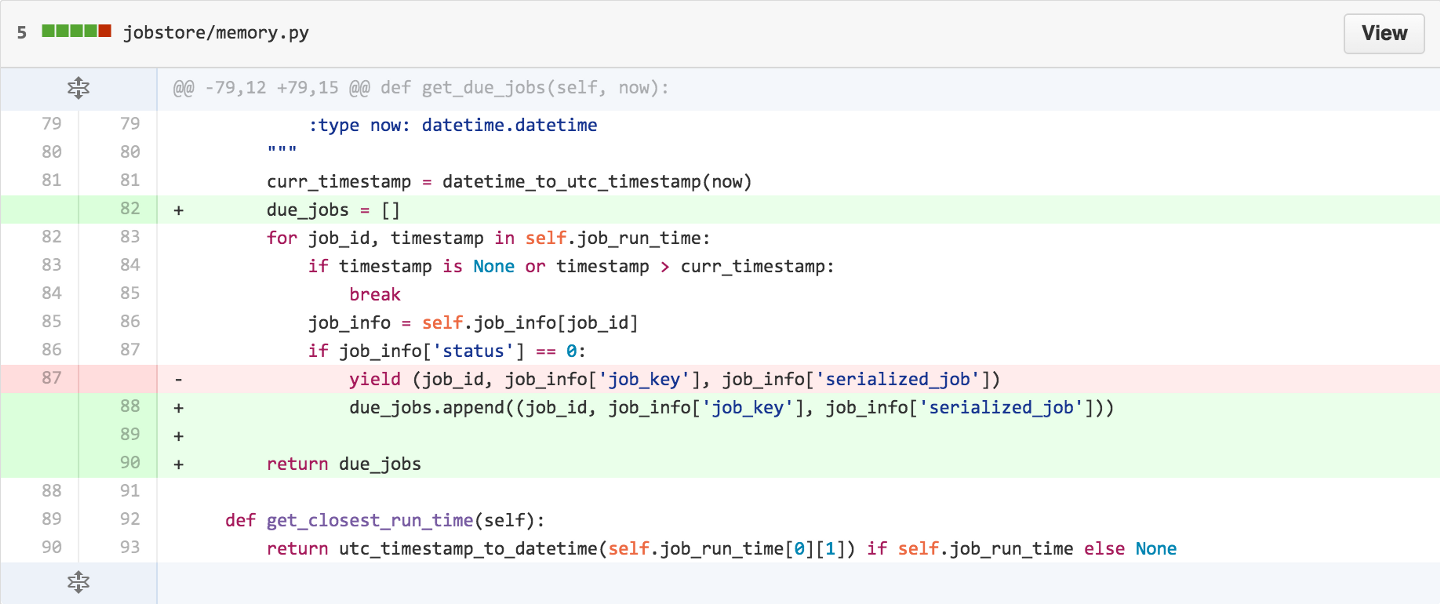 5 jobstore/memory.py View
@@ -79,12 +79,15 @@ def get_due_jobs(self, now):
79 79 :type now: datetime.datetime
80 80 """
81 81 curr_timestamp = datetime_to_utc_timestamp(now)
82 + due_jobs = []
82 83 for job_id, timestamp in self.job_run_time:
83 84 if timestamp is None or timestamp > curr_timestamp:
84 85 break
85 86 job_info = self.job_info[job_id]
86 87 if job_info['status'] == 0:
87 - yield (job_id, job_info['job_key'], job_info['serialized_job'])
88 + due_jobs.append((job_id, job_info['job_key'], job_info['serialized_job']))
89 +
90 + return due_jobs
88 91
89 92 def get_closest_run_time(self):
90 93 return utc_timestamp_to_datetime(self.job_run_time[0][1]) if self.job_run_time else None